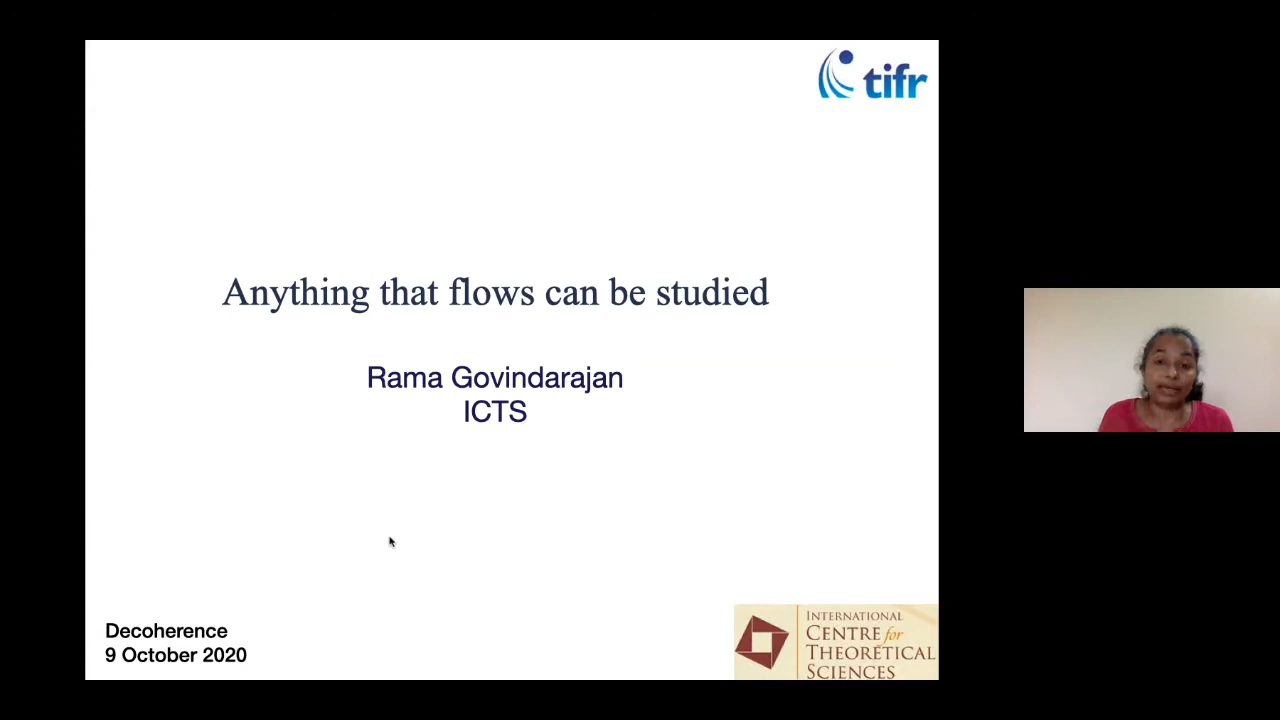 tifr
Anything that flows can be studied
Rama Govindarajan
ICTS
Decoherence
9 October 2020
INTERNATIONAL
CENTRE for
THEORETICAL
SCIENCES